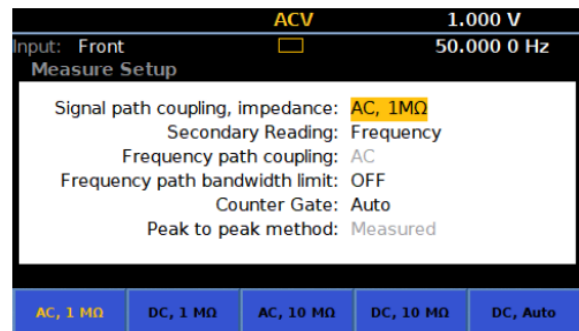 ACV 1.000 V
Input: Front 50.000 0 Hz
Measure Setup
Signal path coupling, impedance: AC, 1MΩ
Secondary Reading: Frequency
Frequency path coupling: AC
Frequency path bandwidth limit: OFF
Counter Gate: Auto
Peak to peak method: Measured
AC, 1 MΩ DC, 1 MΩ AC, 10 MΩ DC, 10 MΩ DC, Auto